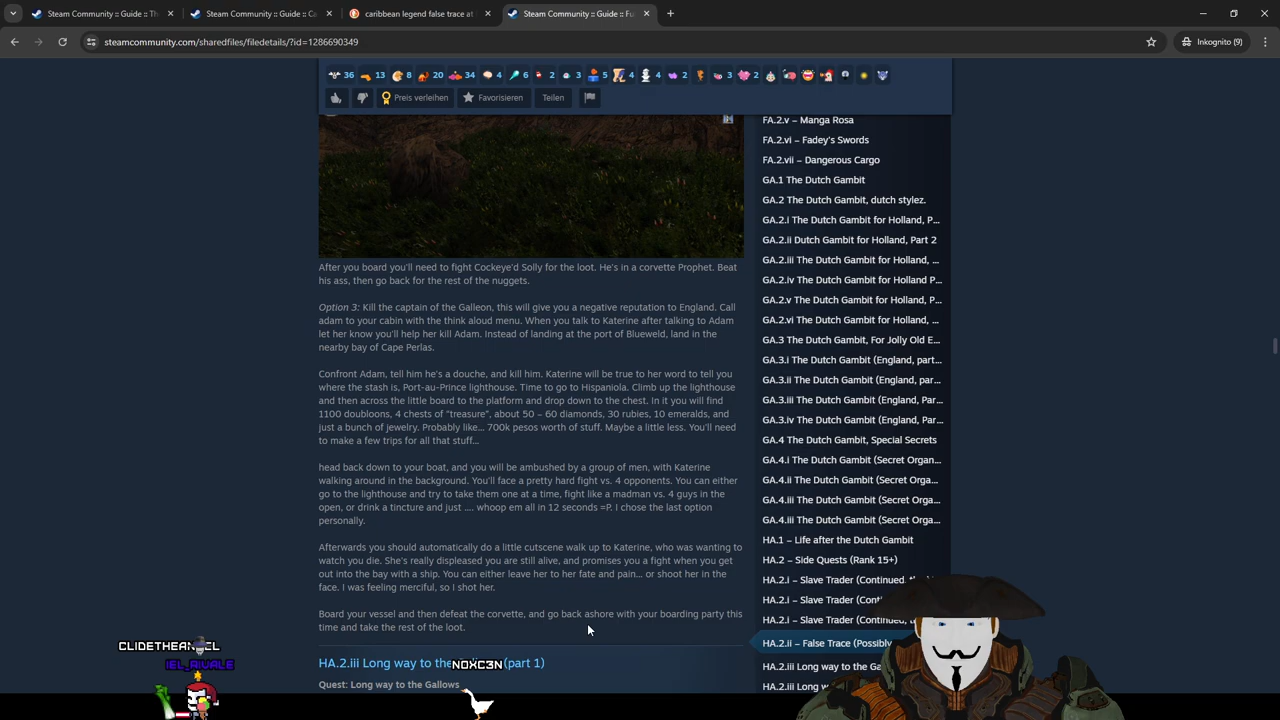 Steam Community :: Guide :: Th
Steam Community :: Guide :: Ca
caribbean legend false trace at
Steam Community :: Guide :: Fu
steamcommunity.com/sharedfiles/filedetails/?id=1286690349
Inkognito (9)
36 13 8 20 34 4 6 2 3 5 4 4 2 3 2
Preis verleihen
Favorisieren
Teilen
After you board you'll need to fight Cockeye'd Solly for the loot. He's in a corvette Prophet. Beat
his ass, then go back for the rest of the nuggets.
Option 3: Kill the captain of the Galleon, this will give you a negative reputation to England. Call
adam to your cabin with the think aloud menu. When you talk to Katerine after talking to Adam
let her know you'll help her kill Adam. Instead of landing at the port of Blueweld, land in the
nearby bay of Cape Perlas.
Confront Adam, tell him he's a douche, and kill him. Katerine will be true to her word to tell you
where the stash is, Port-au-Prince lighthouse. Time to go to Hispaniola. Climb up the lighthouse
and then across the little board to the platform and drop down to the chest. In it you will find
1100 doubloons, 4 chests of "treasure", about 50 – 60 diamonds, 30 rubies, 10 emeralds, and
just a bunch of jewelry. Probably like... 700k pesos worth of stuff. Maybe a little less. You'll need
to make a few trips for all that stuff...
head back down to your boat, and you will be ambushed by a group of men, with Katerine
walking around in the background. You'll face a pretty hard fight vs. 4 opponents. You can either
go to the lighthouse and try to take them one at a time, fight like a madman vs. 4 guys in the
open, or drink a tincture and just .... whoop em all in 12 seconds =P. I chose the last option
personally.
Afterwards you should automatically do a little cutscene walk up to Katerine, who was wanting to
watch you die. She's really displeased you are still alive, and promises you a fight when you get
out into the bay with a ship. You can either leave her to her fate and pain... or shoot her in the
face. I was feeling merciful, so I shot her.
Board your vessel and then defeat the corvette, and go back ashore with your boarding party this
time and take the rest of the loot.
HA.2.iii Long way to the (part 1)
Quest: Long way to the Gallows
FA.2.v – Manga Rosa
FA.2.vi – Fadey's Swords
FA.2.vii – Dangerous Cargo
GA.1 The Dutch Gambit
GA.2 The Dutch Gambit, dutch stylez.
GA.2.i The Dutch Gambit for Holland, P...
GA.2.ii Dutch Gambit for Holland, Part 2
GA.2.iii The Dutch Gambit for Holland, ...
GA.2.iv The Dutch Gambit for Holland P...
GA.2.v The Dutch Gambit for Holland, P...
GA.2.vi The Dutch Gambit for Holland, ...
GA.3 The Dutch Gambit, For Jolly Old E...
GA.3.i The Dutch Gambit (England, part...
GA.3.ii The Dutch Gambit (England, par...
GA.3.iii The Dutch Gambit (England, Par...
GA.3.iv The Dutch Gambit (England, Par...
GA.4 The Dutch Gambit, Special Secrets
GA.4.i The Dutch Gambit (Secret Organ...
GA.4.ii The Dutch Gambit (Secret Orga...
GA.4.iii The Dutch Gambit (Secret Orga...
GA.4.iii The Dutch Gambit (Secret Orga...
HA.1 – Life after the Dutch Gambit
HA.2 – Side Quests (Rank 15+)
HA.2.i – Slave Trader (Continued, th
HA.2.i – Slave Trader (Cont
HA.2.i – Slave Trader (Continued, t
HA.2.ii – False Trace (Possibly
HA.2.iii Long way to the Ga
HA.2.iii Long w
NOXC3N